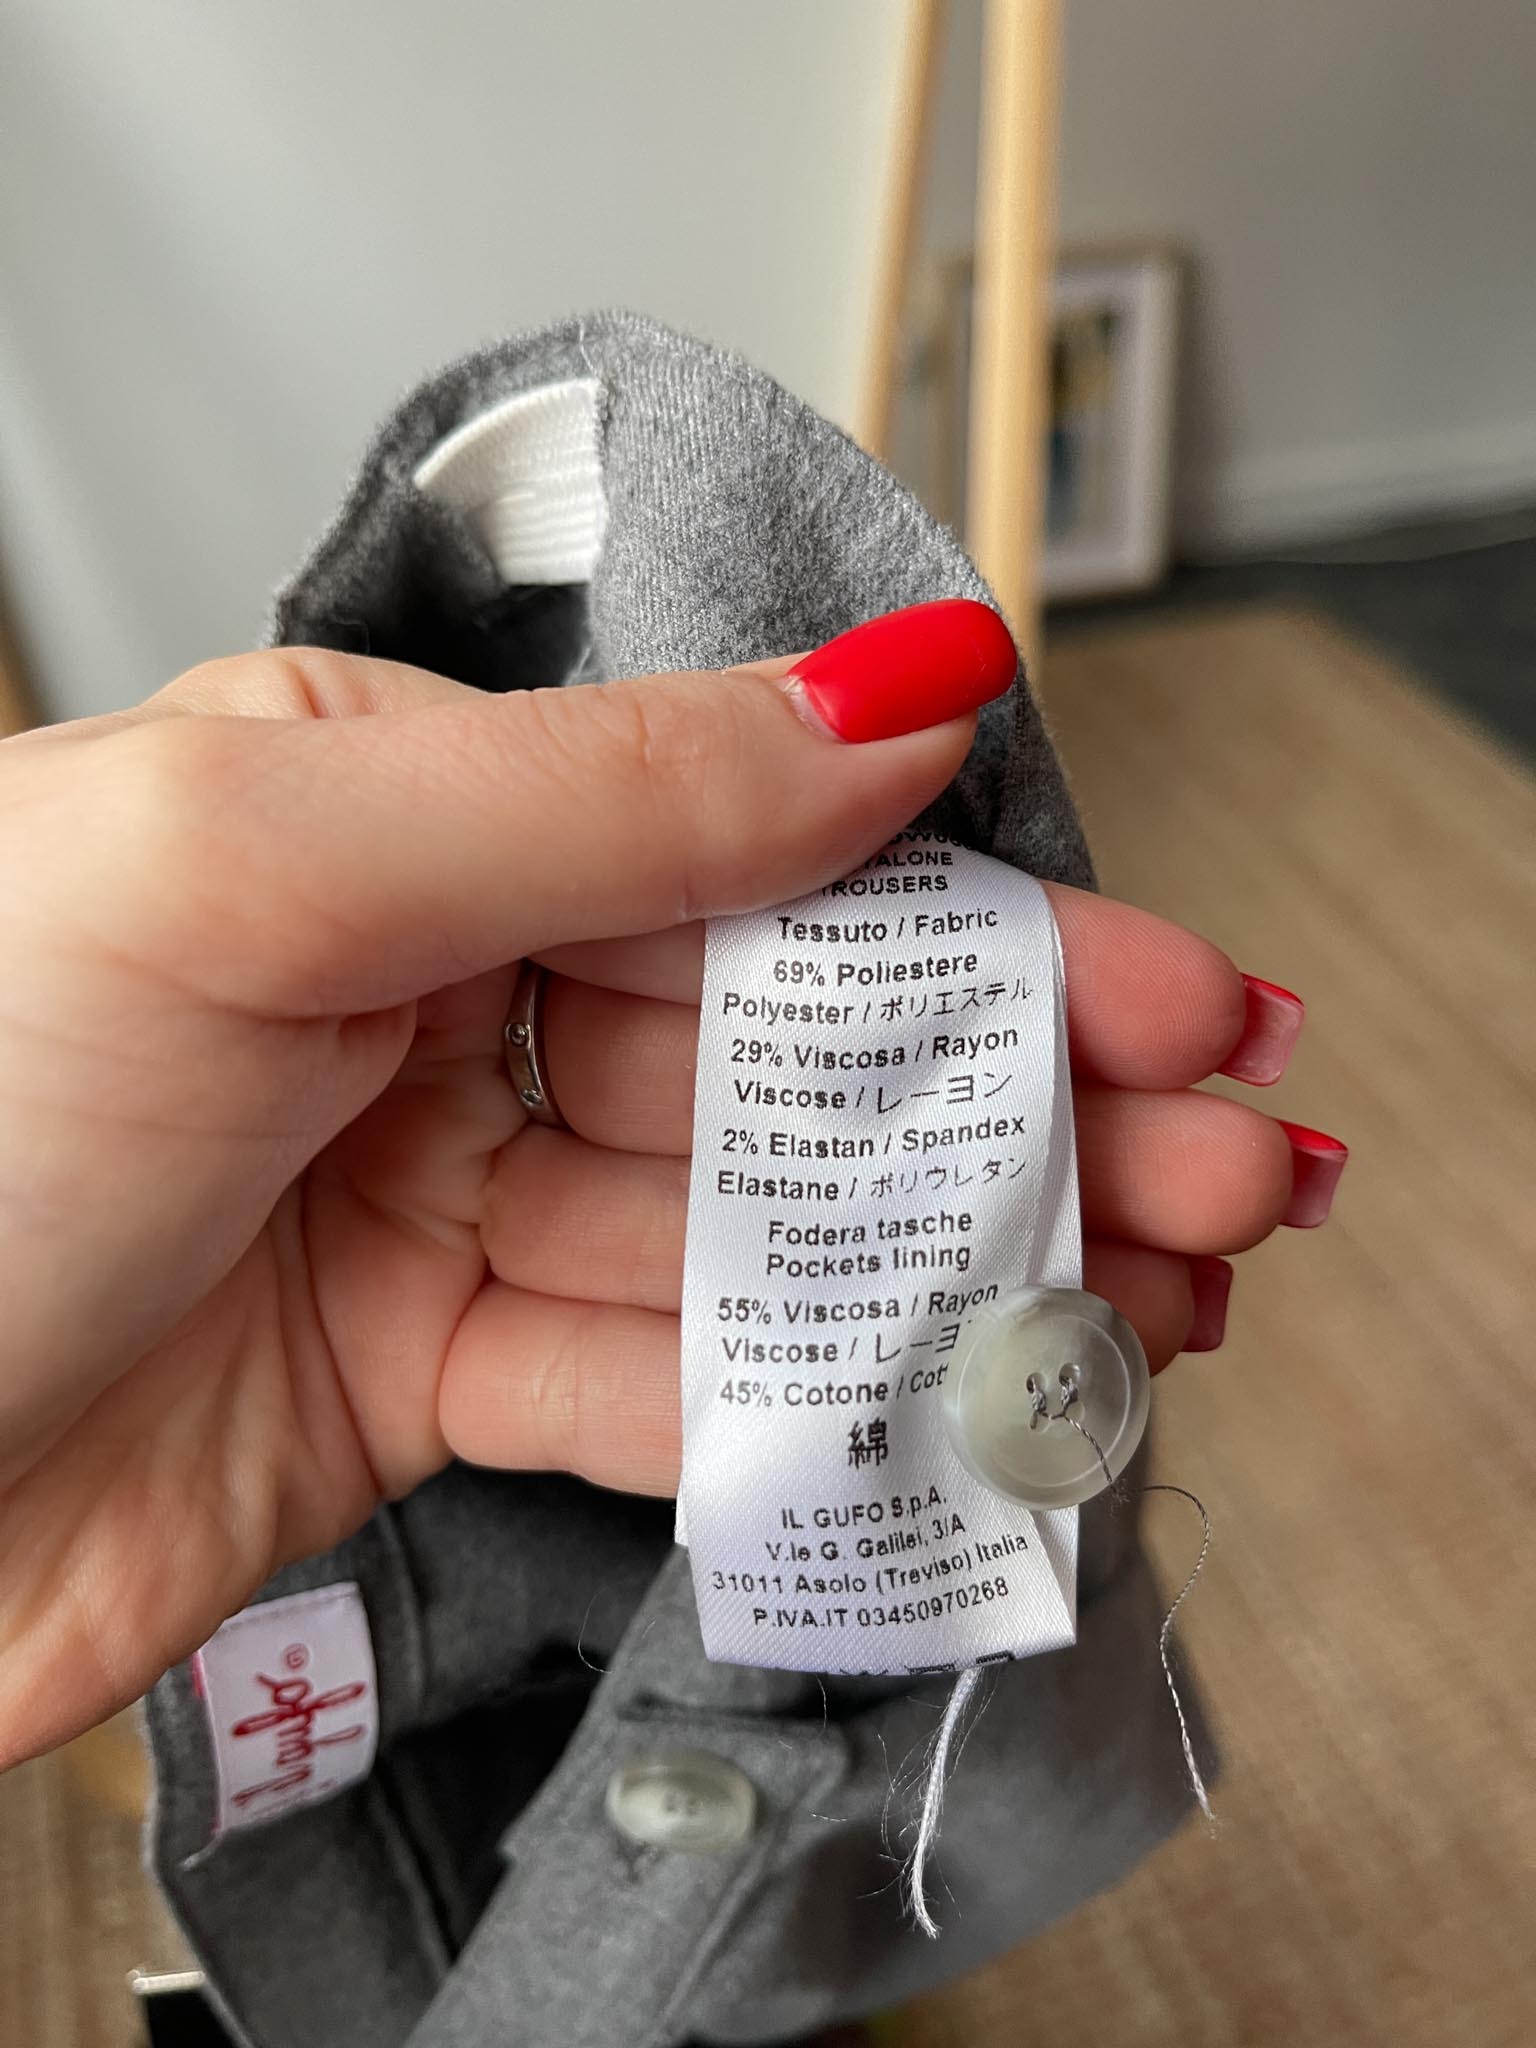 TROUSERS
Tessuto / Fabric
69% Poliestere
Polyester / ポリエステル
29% Viscosa / Rayon
Viscose / レーヨン
2% Elastan / Spandex
Elastane / ポリウレタン
Fodera tasche
Pockets lining
55% Viscosa / Rayon
Viscose /
45% Cotone /
綿
IL GUFO S.p.A.
V.le G. Galilei, 3/A
31011 Asolo (Treviso) Italia
P.IVA.IT 03450970268
il gufo®